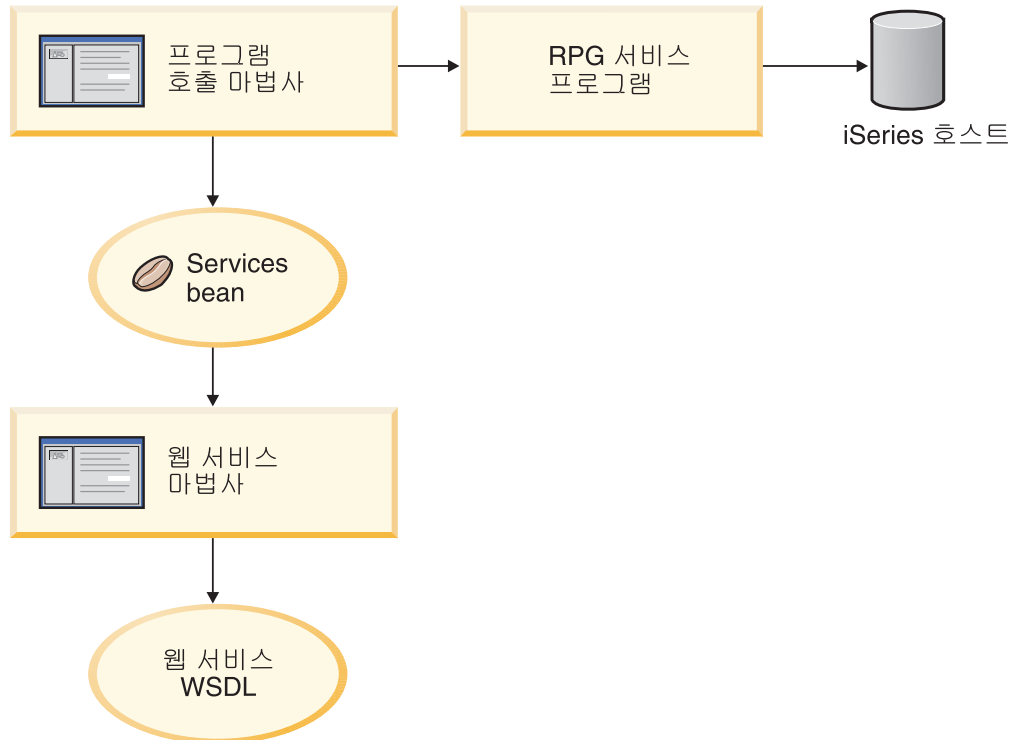 프로그램
호출 마법사
RPG 서비스
프로그램
iSeries 호스트
Services
bean
웹 서비스
마법사
웹 서비스
WSDL